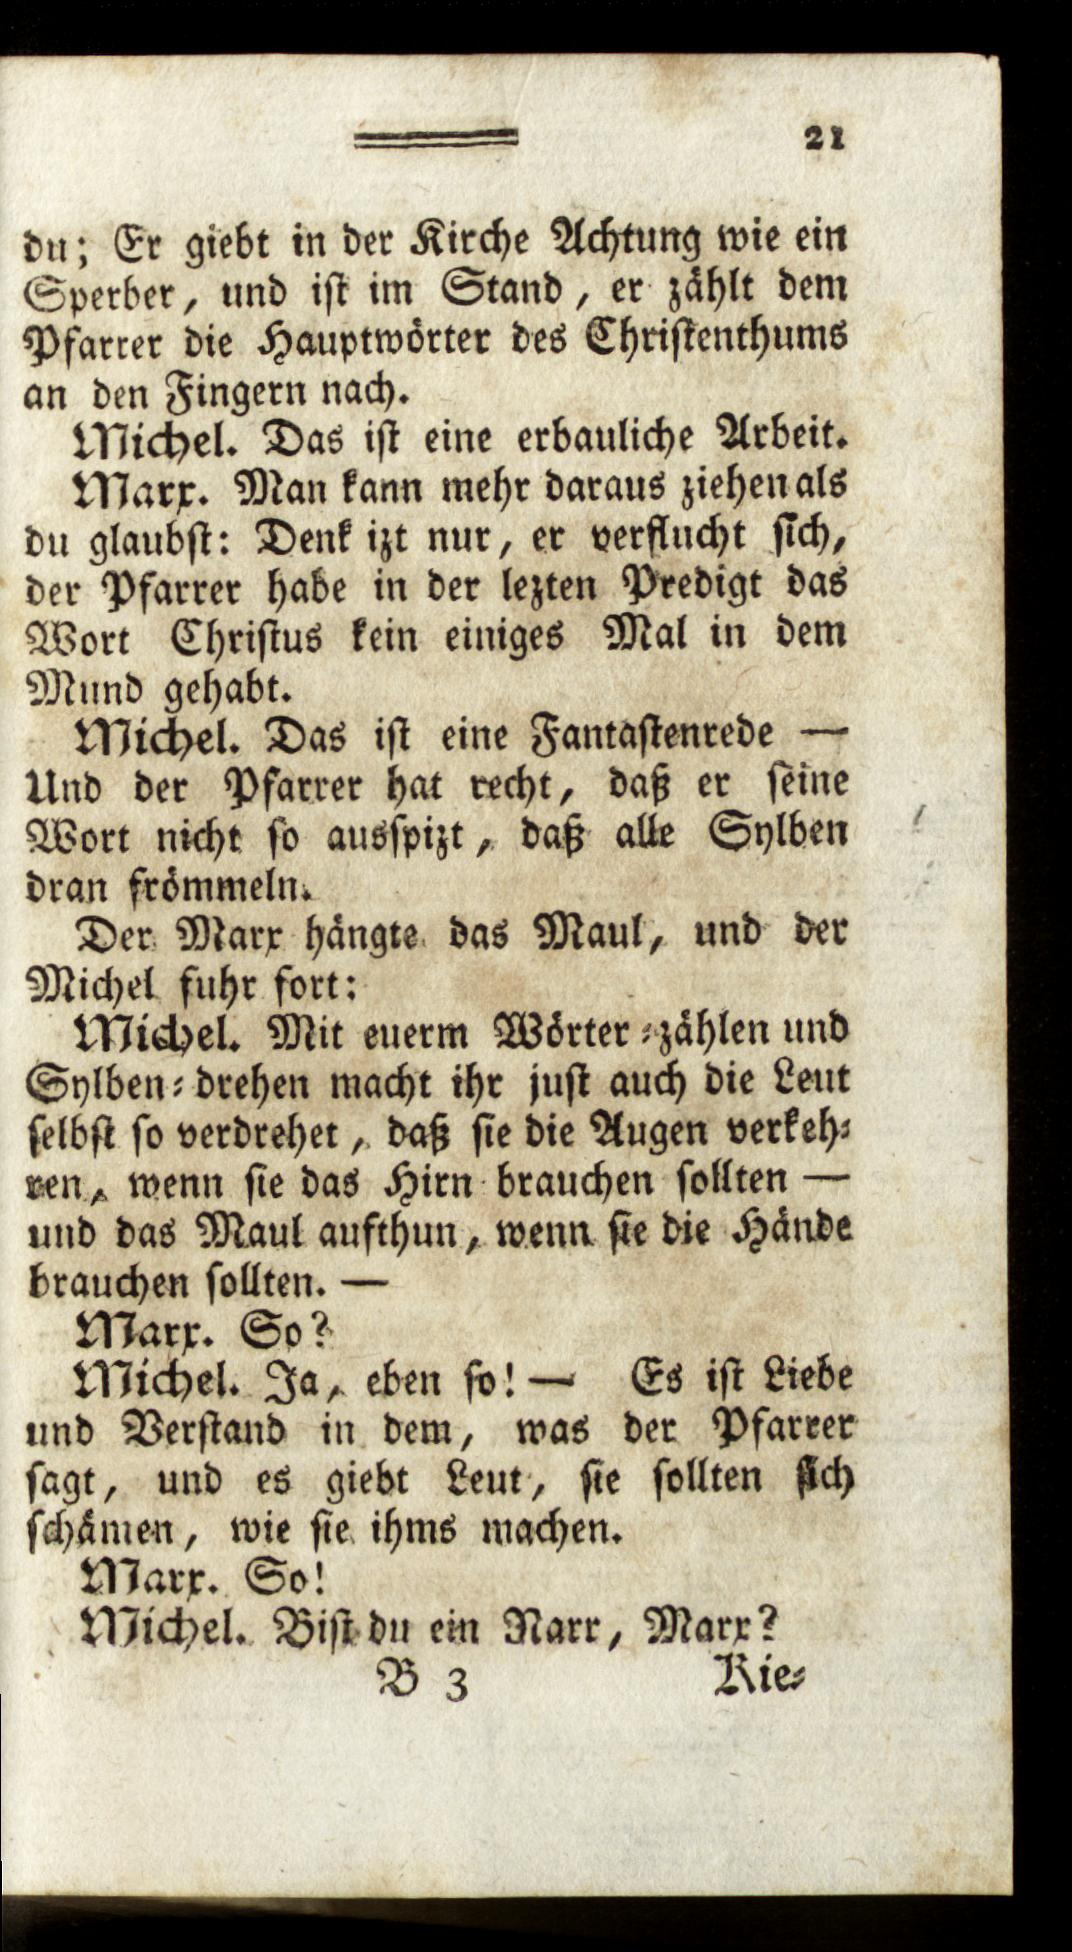 21
du; Er giebt in der Kirche Achtung wie ein
Sperber, und ist im Stand, er zählt dem
Pfarrer die Hauptwörter des Christenthums
an den Fingern nach.
Michel. Das ist eine erbauliche Arbeit.
Marx. Man kann mehr daraus ziehen als
du glaubst: Denk izt nur, er verflucht sich,
der Pfarrer habe in der lezten Predigt das
Wort Christus kein einiges Mal in dem
Mund gehabt.
Michel. Das ist eine Fantastenrede —
Und der Pfarrer hat recht, daß er seine
Wort nicht so ausspizt, daß alle Sylben
dran frömmeln.
Der Marx hängte das Maul, und der
Michel fuhr fort:
Michel. Mit euerm Wörter-zählen und
Sylben-drehen macht ihr just auch die Leut
selbst so verdrehet, daß sie die Augen verkeh-
ren, wenn sie das Hirn brauchen sollten —
und das Maul aufthun, wenn sie die Hände
brauchen sollten. —
Marx. So?
Michel. Ja, eben so! — Es ist Liebe
und Verstand in dem, was der Pfarrer
sagt, und es giebt Leut, sie sollten sich
schämen, wie sie ihms machen.
Marx. So!
Michel. Bist du ein Narr, Marx?
B 3 Kie-